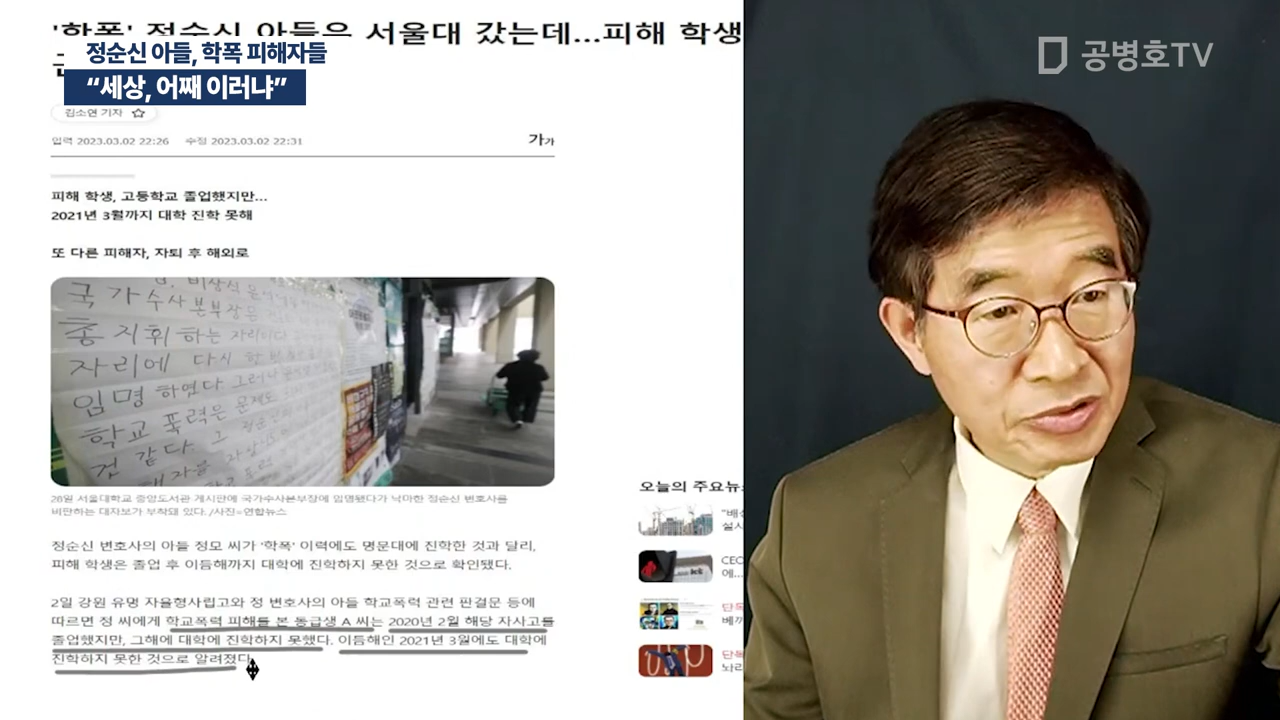 '학폭' 정순신 아들은 서울대 갔는데...피해 학생
정순신 아들, 학폭 피해자들
“세상, 어째 이러냐”
공병호TV
김소연 기자
입력 2023.03.02 22:26 수정 2023.03.02 22:31
가가
피해 학생, 고등학교 졸업했지만...
2021년 3월까지 대학 진학 못해
또 다른 피해자, 자퇴 후 해외로
국가수사본부장은
총 지휘하는 자리이다
자리에 다시 한
임명하였다 그러나
학교폭력은 문제도
것 같다. 그 정순신
28일 서울대학교 중앙도서관 게시판에 국가수사본부장에 임명됐다가 낙마한 정순신 변호사를
비판하는 대자보가 부착돼 있다. /사진=연합뉴스
정순신 변호사의 아들 정모 씨가 '학폭' 이력에도 명문대에 진학한 것과 달리,
피해 학생은 졸업 후 이듬해까지 대학에 진학하지 못한 것으로 확인됐다.
2일 강원 유명 자율형사립고와 정 변호사의 아들 학교폭력 관련 판결문 등에
따르면 정 씨에게 학교폭력 피해를 본 동급생 A 씨는 2020년 2월 해당 자사고를
졸업했지만, 그해에 대학에 진학하지 못했다. 이듬해인 2021년 3월에도 대학에
진학하지 못한 것으로 알려졌다
오늘의 주요뉴
설시
CEO
에...
kt
단독
단독